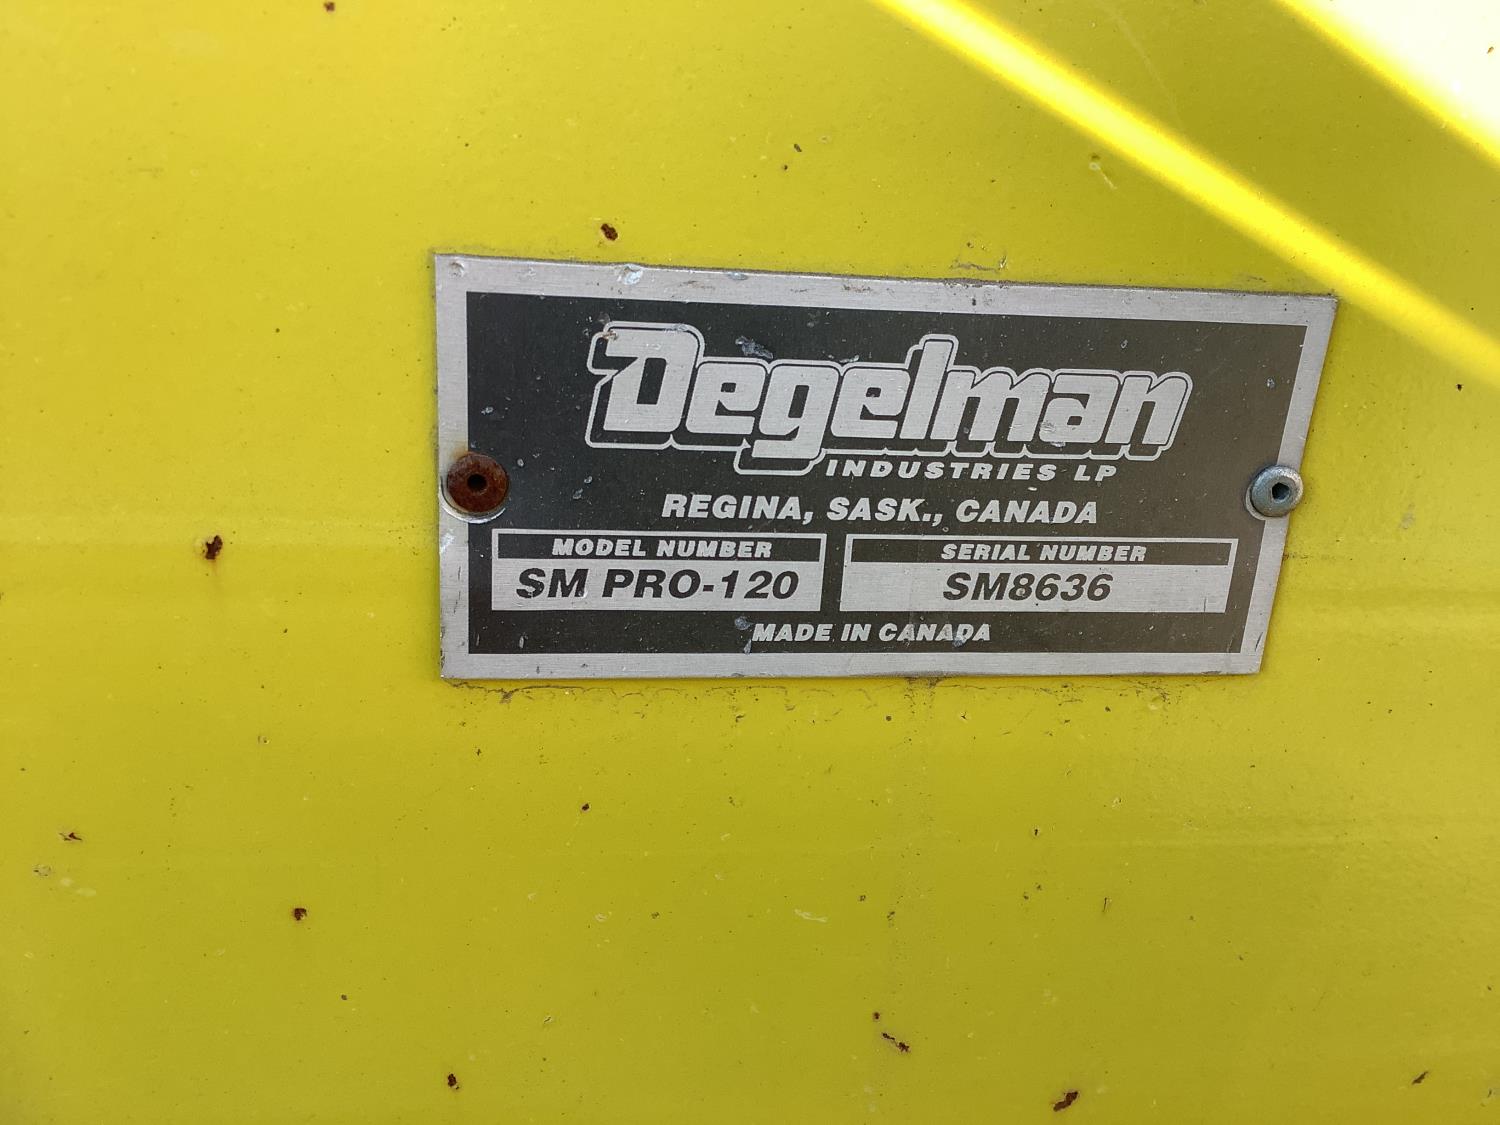 Degelman
INDUSTRIES LP
REGINA, SASK., CANADA
MODEL NUMBER
SM PRO-120
SERIAL NUMBER
SM8636
MADE IN CANADA